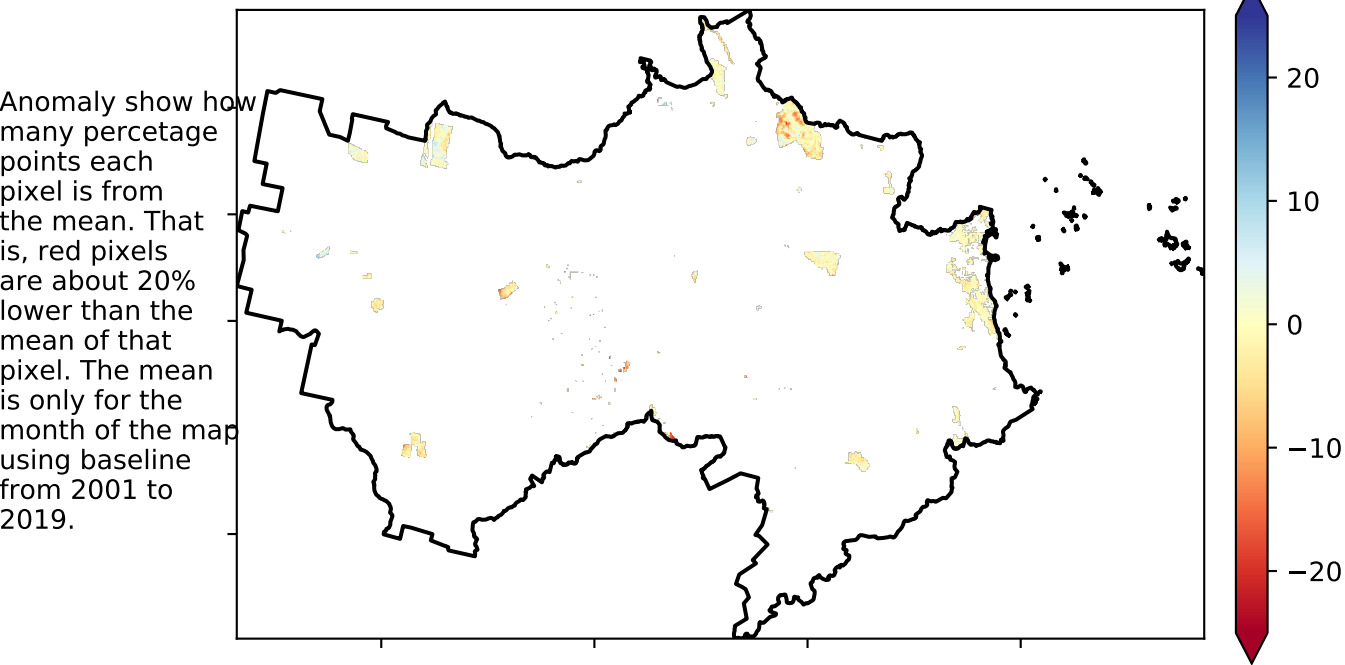 Anomaly show how
many percetage
points each
pixel is from
the mean. That
is, red pixels
are about 20%
lower than the
mean of that
pixel. The mean
is only for the
month of the map
using baseline
from 2001 to
2019.
20
10
0
−10
−20